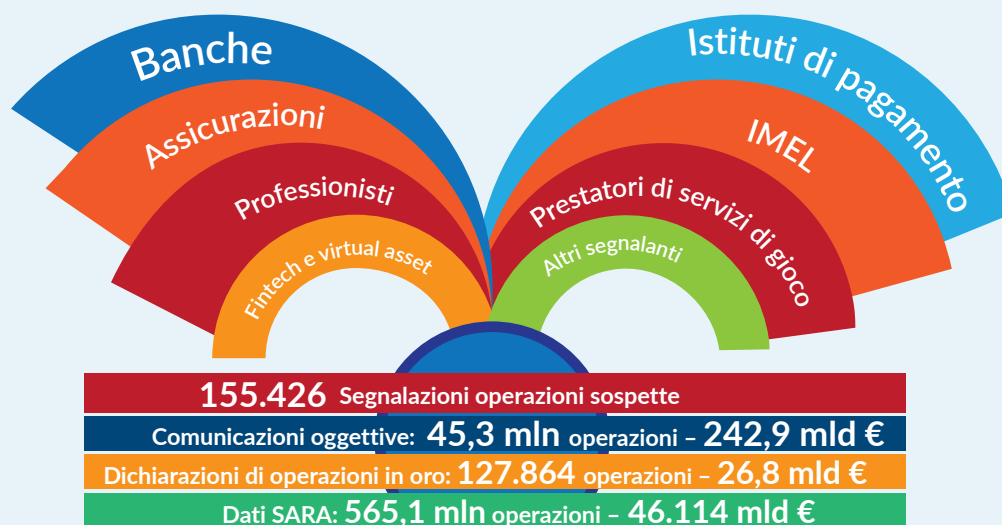 Banche
Assicurazioni
Professionisti
Fintech e virtual asset
Istituti di pagamento
IMEL
Prestatori di servizi di gioco
Altri segnalanti
155.426 Segnalazioni operazioni sospette
Comunicazioni oggettive: 45,3 mln operazioni – 242,9 mld €
Dichiarazioni di operazioni in oro: 127.864 operazioni – 26,8 mld €
Dati SARA: 565,1 mln operazioni – 46.114 mld €